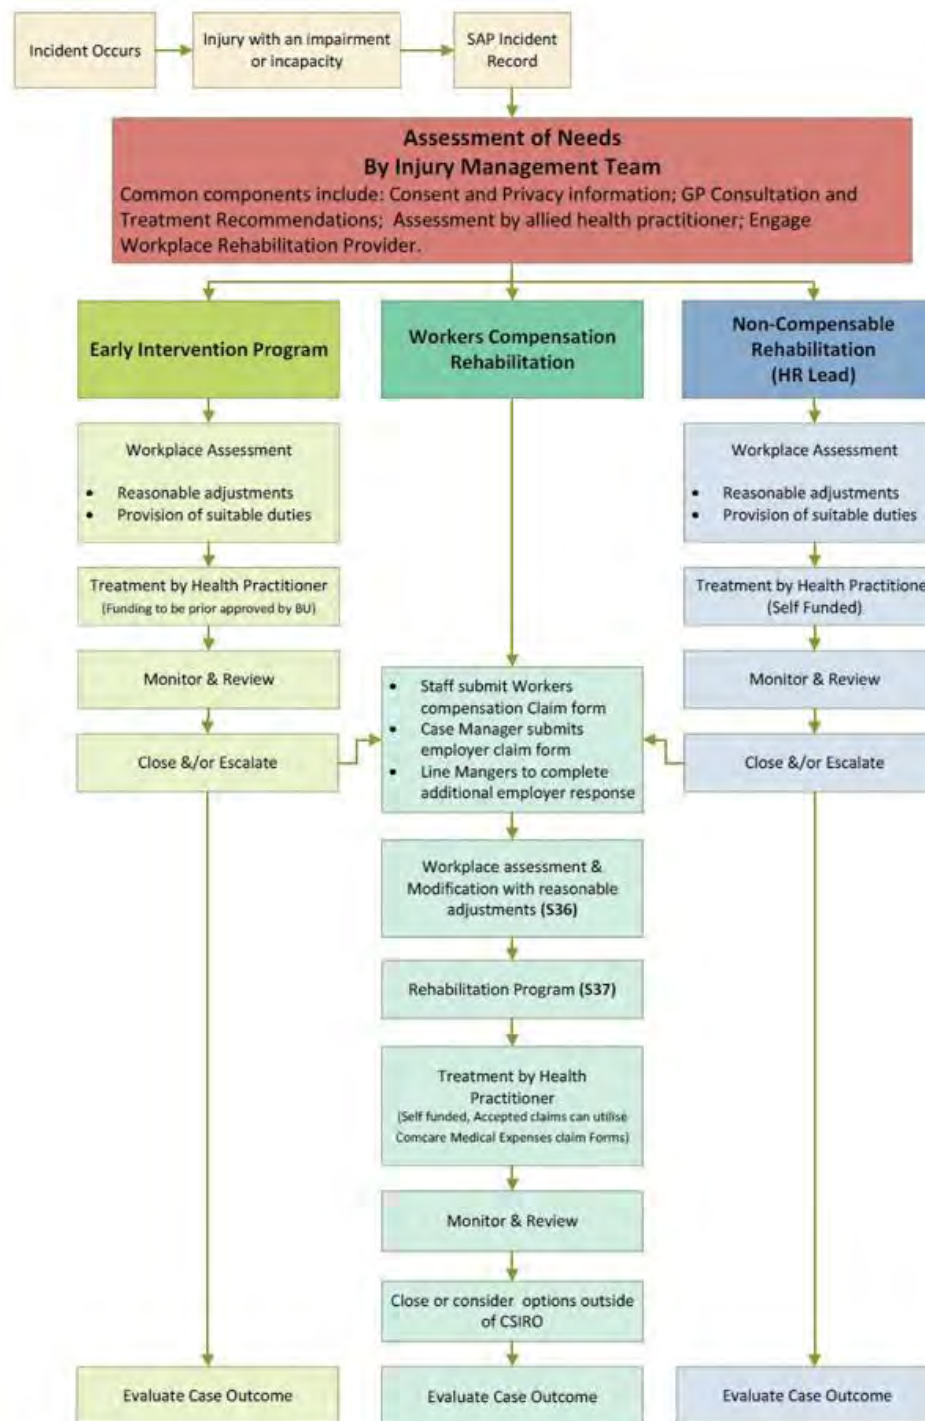 Incident Occurs
Injury with an impairment
or incapacity
SAP Incident
Record
Assessment of Needs
By Injury Management Team
Common components include: Consent and Privacy information; GP Consultation and
Treatment Recommendations; Assessment by allied health practitioner; Engage
Workplace Rehabilitation Provider.
Early Intervention Program
Workers Compensation
Rehabilitation
Non-Compensable
Rehabilitation
(HR Lead)
Workplace Assessment
• Reasonable adjustments
• Provision of suitable duties
Workplace Assessment
• Reasonable adjustments
• Provision of suitable duties
Treatment by Health Practitioner
(Funding to be prior approved by BU)
Treatment by Health Practitione
(Self Funded)
Monitor & Review
Monitor & Review
• Staff submit Workers
compensation Claim form
• Case Manager submits
employer claim form
• Line Mangers to complete
additional employer response
Close &/or Escalate
Close &/or Escalate
Workplace assessment &
Modification with reasonable
adjustments (S36)
Rehabilitation Program (S37)
Treatment by Health
Practitioner
(Self funded, Accepted claims can utilise
Comcare Medical Expenses claim Forms)
Monitor & Review
Close or consider options outside
of CSIRO
Evaluate Case Outcome
Evaluate Case Outcome
Evaluate Case Outcome